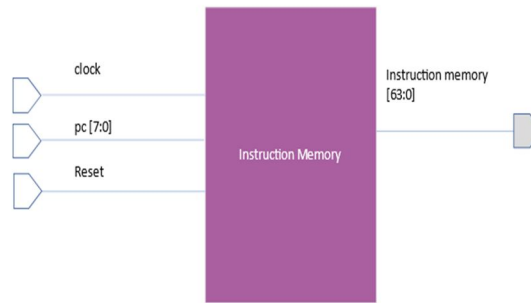 clock
pc [7:0]
Reset
Instruction Memory
Instruction memory
[63:0]